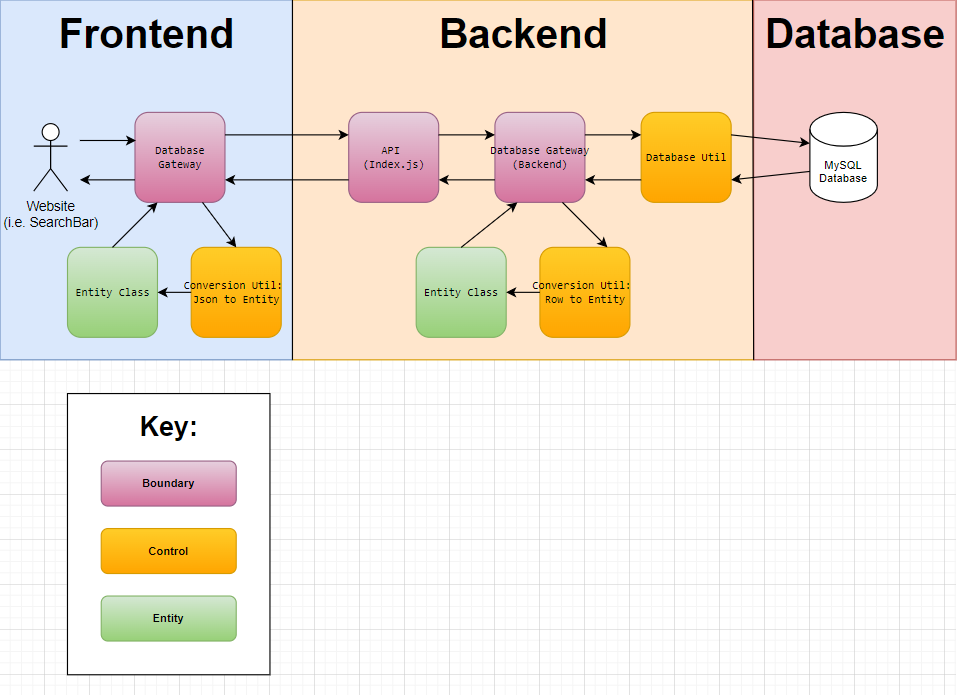 Frontend
Backend
Database
Database
Gateway
API
(Index.js)
Database Gateway
(Backend)
Database Util
MySQL
Database
Website
(i.e. SearchBar)
Entity Class
Conversion Util:
Json to Entity
Entity Class
Conversion Util:
Row to Entity
Key:
Boundary
Control
Entity